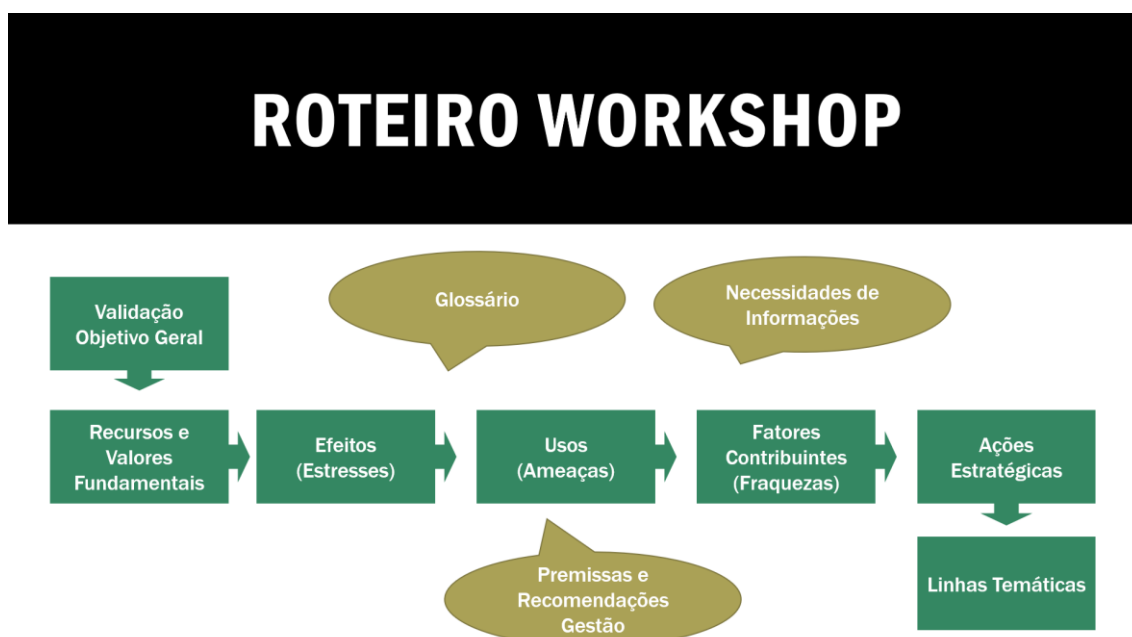 ROTEIRO WORKSHOP
Validação
Objetivo Geral
Glossário
Necessidades de
Informações
Recursos e
Valores
Fundamentais
Efeitos
(Estresses)
Usos
(Ameaças)
Fatores
Contribuintes
(Fraquezas)
Ações
Estratégicas
Premissas e
Recomendações
Gestão
Linhas Temáticas